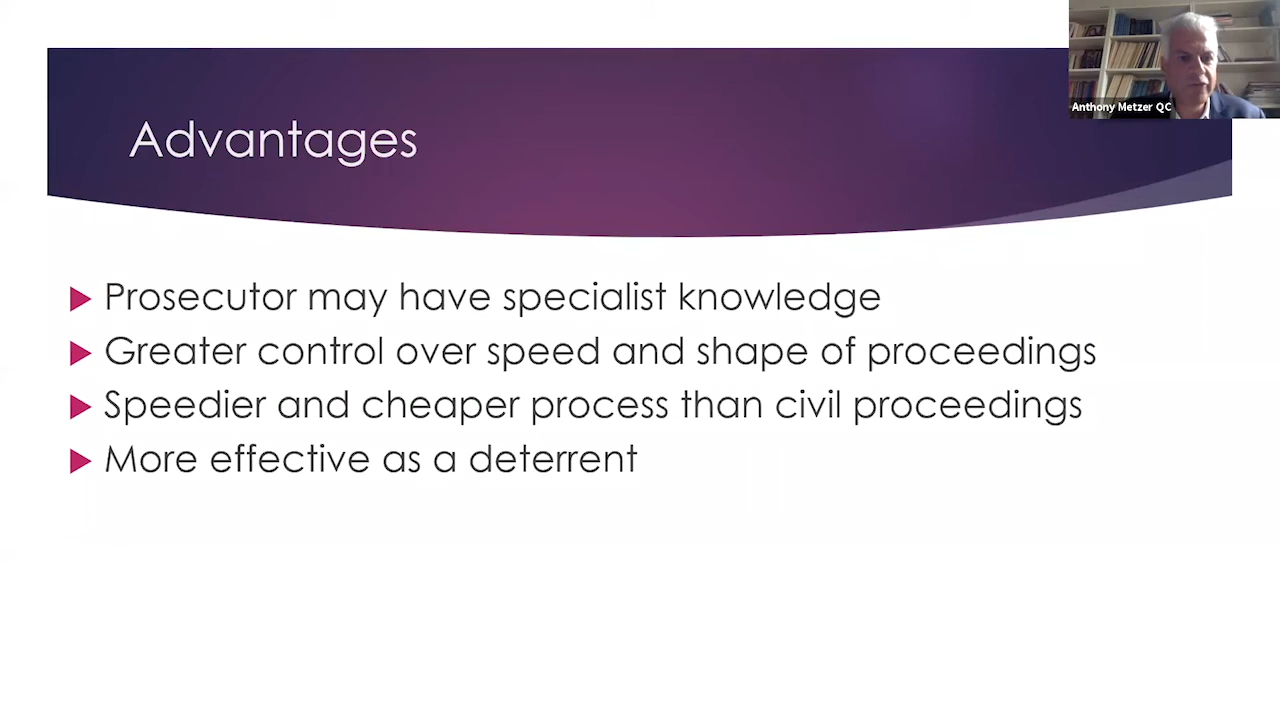 Anthony Metzer QC
Advantages
Prosecutor may have specialist knowledge
Greater control over speed and shape of proceedings
Speedier and cheaper process than civil proceedings
More effective as a deterrent